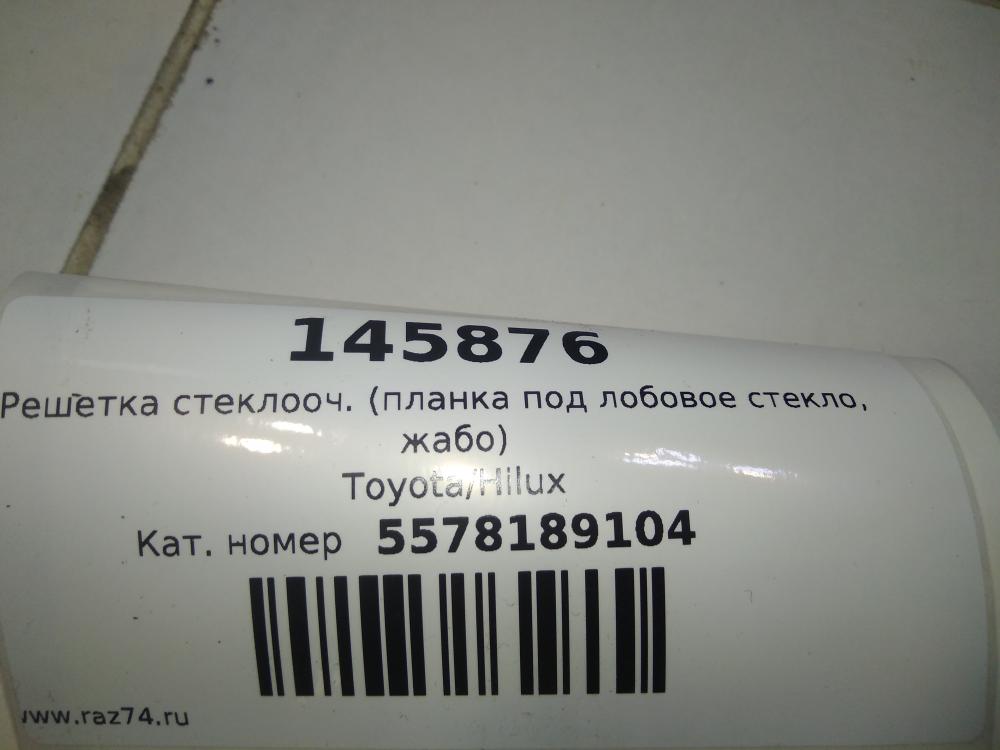 145876
Решетка стеклооч. (планка под лобовое стекло,
жабо)
Toyota/Hilux
Кат. номер 5578189104
www.raz74.ru